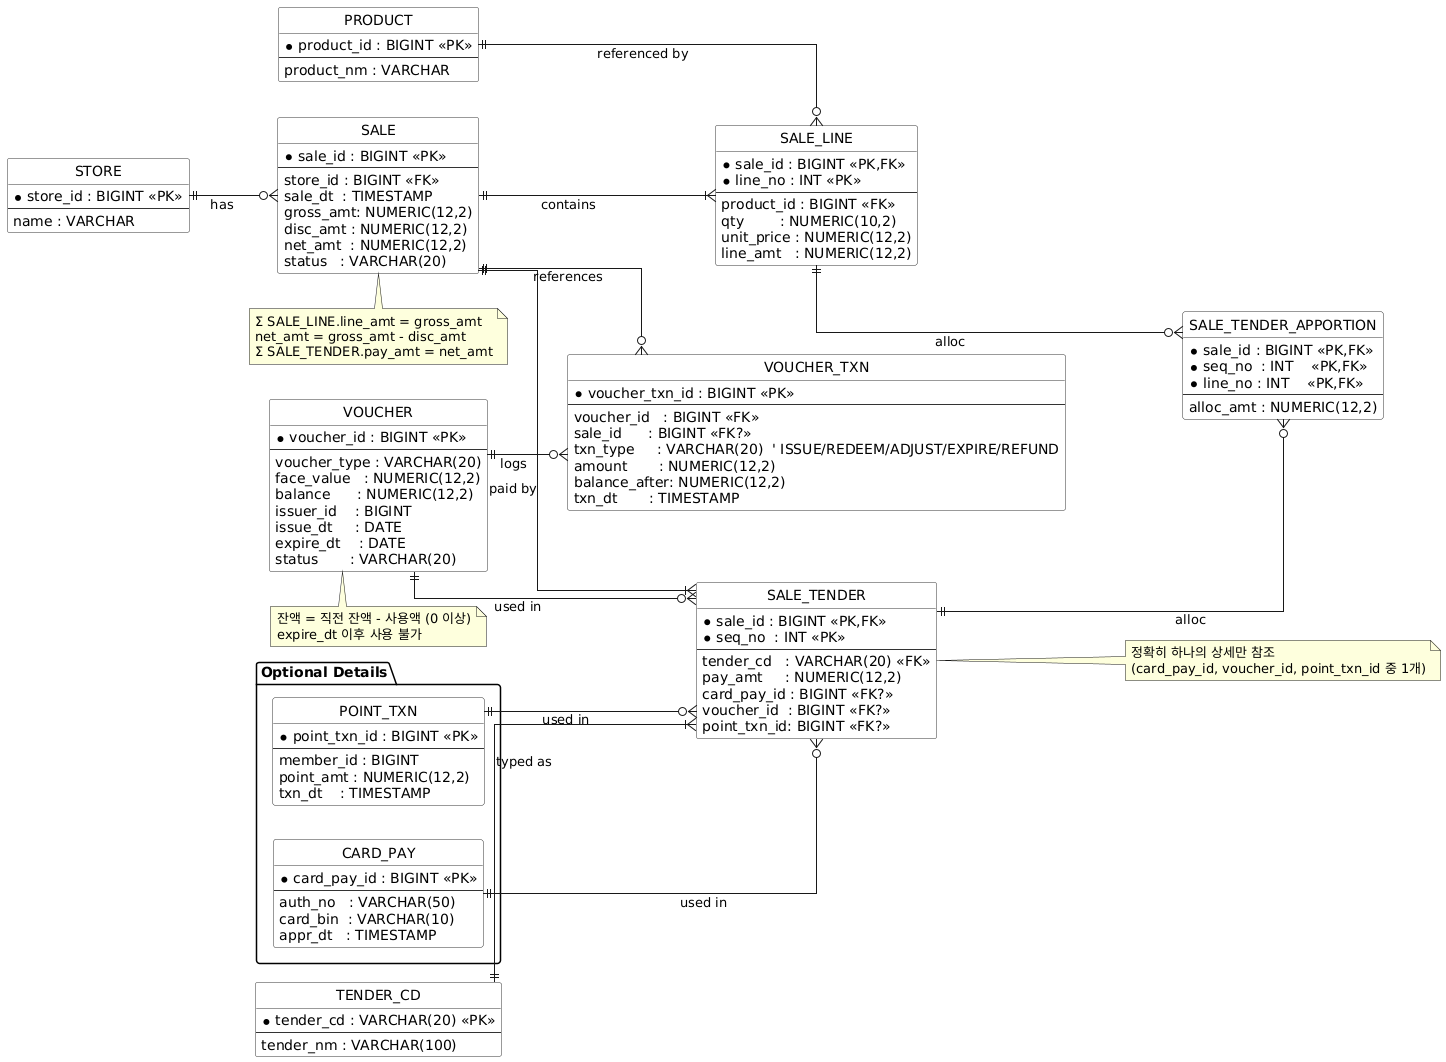 PRODUCT
product_id : BIGINT «PK»
product_nm : VARCHAR
referenced by
SALE
sale_id : BIGINT «PK»
store_id : BIGINT «FK»
sale_dt : TIMESTAMP
gross_amt: NUMERIC(12,2)
disc_amt : NUMERIC(12,2)
net_amt : NUMERIC(12,2)
status : VARCHAR(20)
STORE
store_id : BIGINT «PK»
name : VARCHAR
has
contains
SALE_LINE
sale_id : BIGINT «PK,FK»
line_no : INT «PK»
product_id : BIGINT «FK»
qty : NUMERIC(10,2)
unit_price : NUMERIC(12,2)
line_amt : NUMERIC(12,2)
references
Σ SALE_LINE.line_amt = gross_amt
net_amt = gross_amt - disc_amt
Σ SALE_TENDER.pay_amt = net_amt
alloc
SALE_TENDER_APPORTION
sale_id : BIGINT «PK,FK»
seq_no : INT «PK,FK»
line_no : INT «PK,FK»
alloc_amt : NUMERIC(12,2)
VOUCHER_TXN
voucher_txn_id : BIGINT «PK»
voucher_id : BIGINT «FK»
sale_id : BIGINT «FK?»
txn_type : VARCHAR(20) ' ISSUE/REDEEM/ADJUST/EXPIRE/REFUND
amount : NUMERIC(12,2)
balance_after: NUMERIC(12,2)
txn_dt : TIMESTAMP
VOUCHER
voucher_id : BIGINT «PK»
voucher_type : VARCHAR(20)
face_value : NUMERIC(12,2)
balance : NUMERIC(12,2)
issuer_id : BIGINT
issue_dt : DATE
expire_dt : DATE
status : VARCHAR(20)
logs
paid by
used in
잔액 = 직전 잔액 - 사용액 (0 이상)
expire_dt 이후 사용 불가
SALE_TENDER
sale_id : BIGINT «PK,FK»
seq_no : INT «PK»
tender_cd : VARCHAR(20) «FK»
pay_amt : NUMERIC(12,2)
card_pay_id : BIGINT «FK?»
voucher_id : BIGINT «FK?»
point_txn_id: BIGINT «FK?»
alloc
정확히 하나의 상세만 참조
(card_pay_id, voucher_id, point_txn_id 중 1개)
Optional Details
POINT_TXN
point_txn_id : BIGINT «PK»
member_id : BIGINT
point_amt : NUMERIC(12,2)
txn_dt : TIMESTAMP
used in
typed as
CARD_PAY
card_pay_id : BIGINT «PK»
auth_no : VARCHAR(50)
card_bin : VARCHAR(10)
appr_dt : TIMESTAMP
used in
TENDER_CD
tender_cd : VARCHAR(20) «PK»
tender_nm : VARCHAR(100)